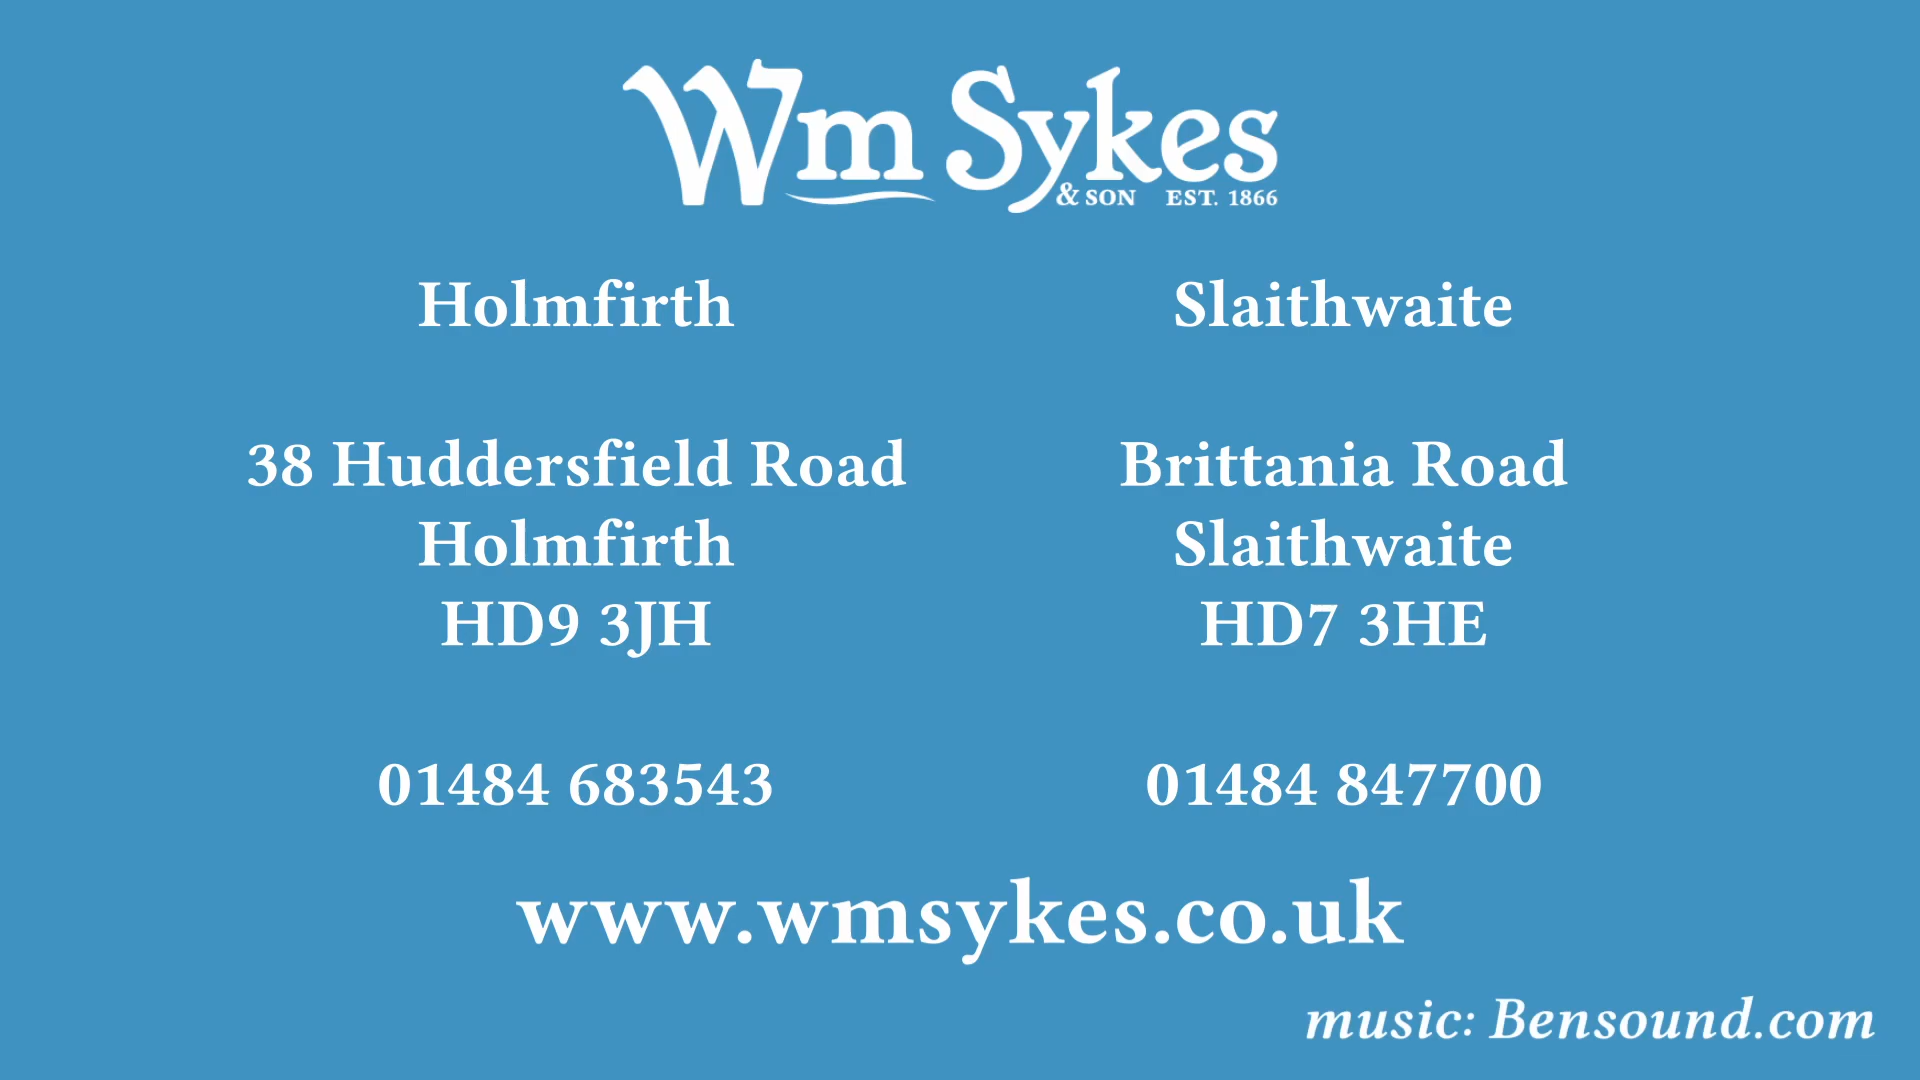 Wm Sykes
& SON EST. 1866
Holmfirth
38 Huddersfield Road
Holmfirth
HD9 3JH
01484 683543
Slaithwaite
Brittania Road
Slaithwaite
HD7 3HE
01484 847700
www.wmsykes.co.uk
music: Bensound.com